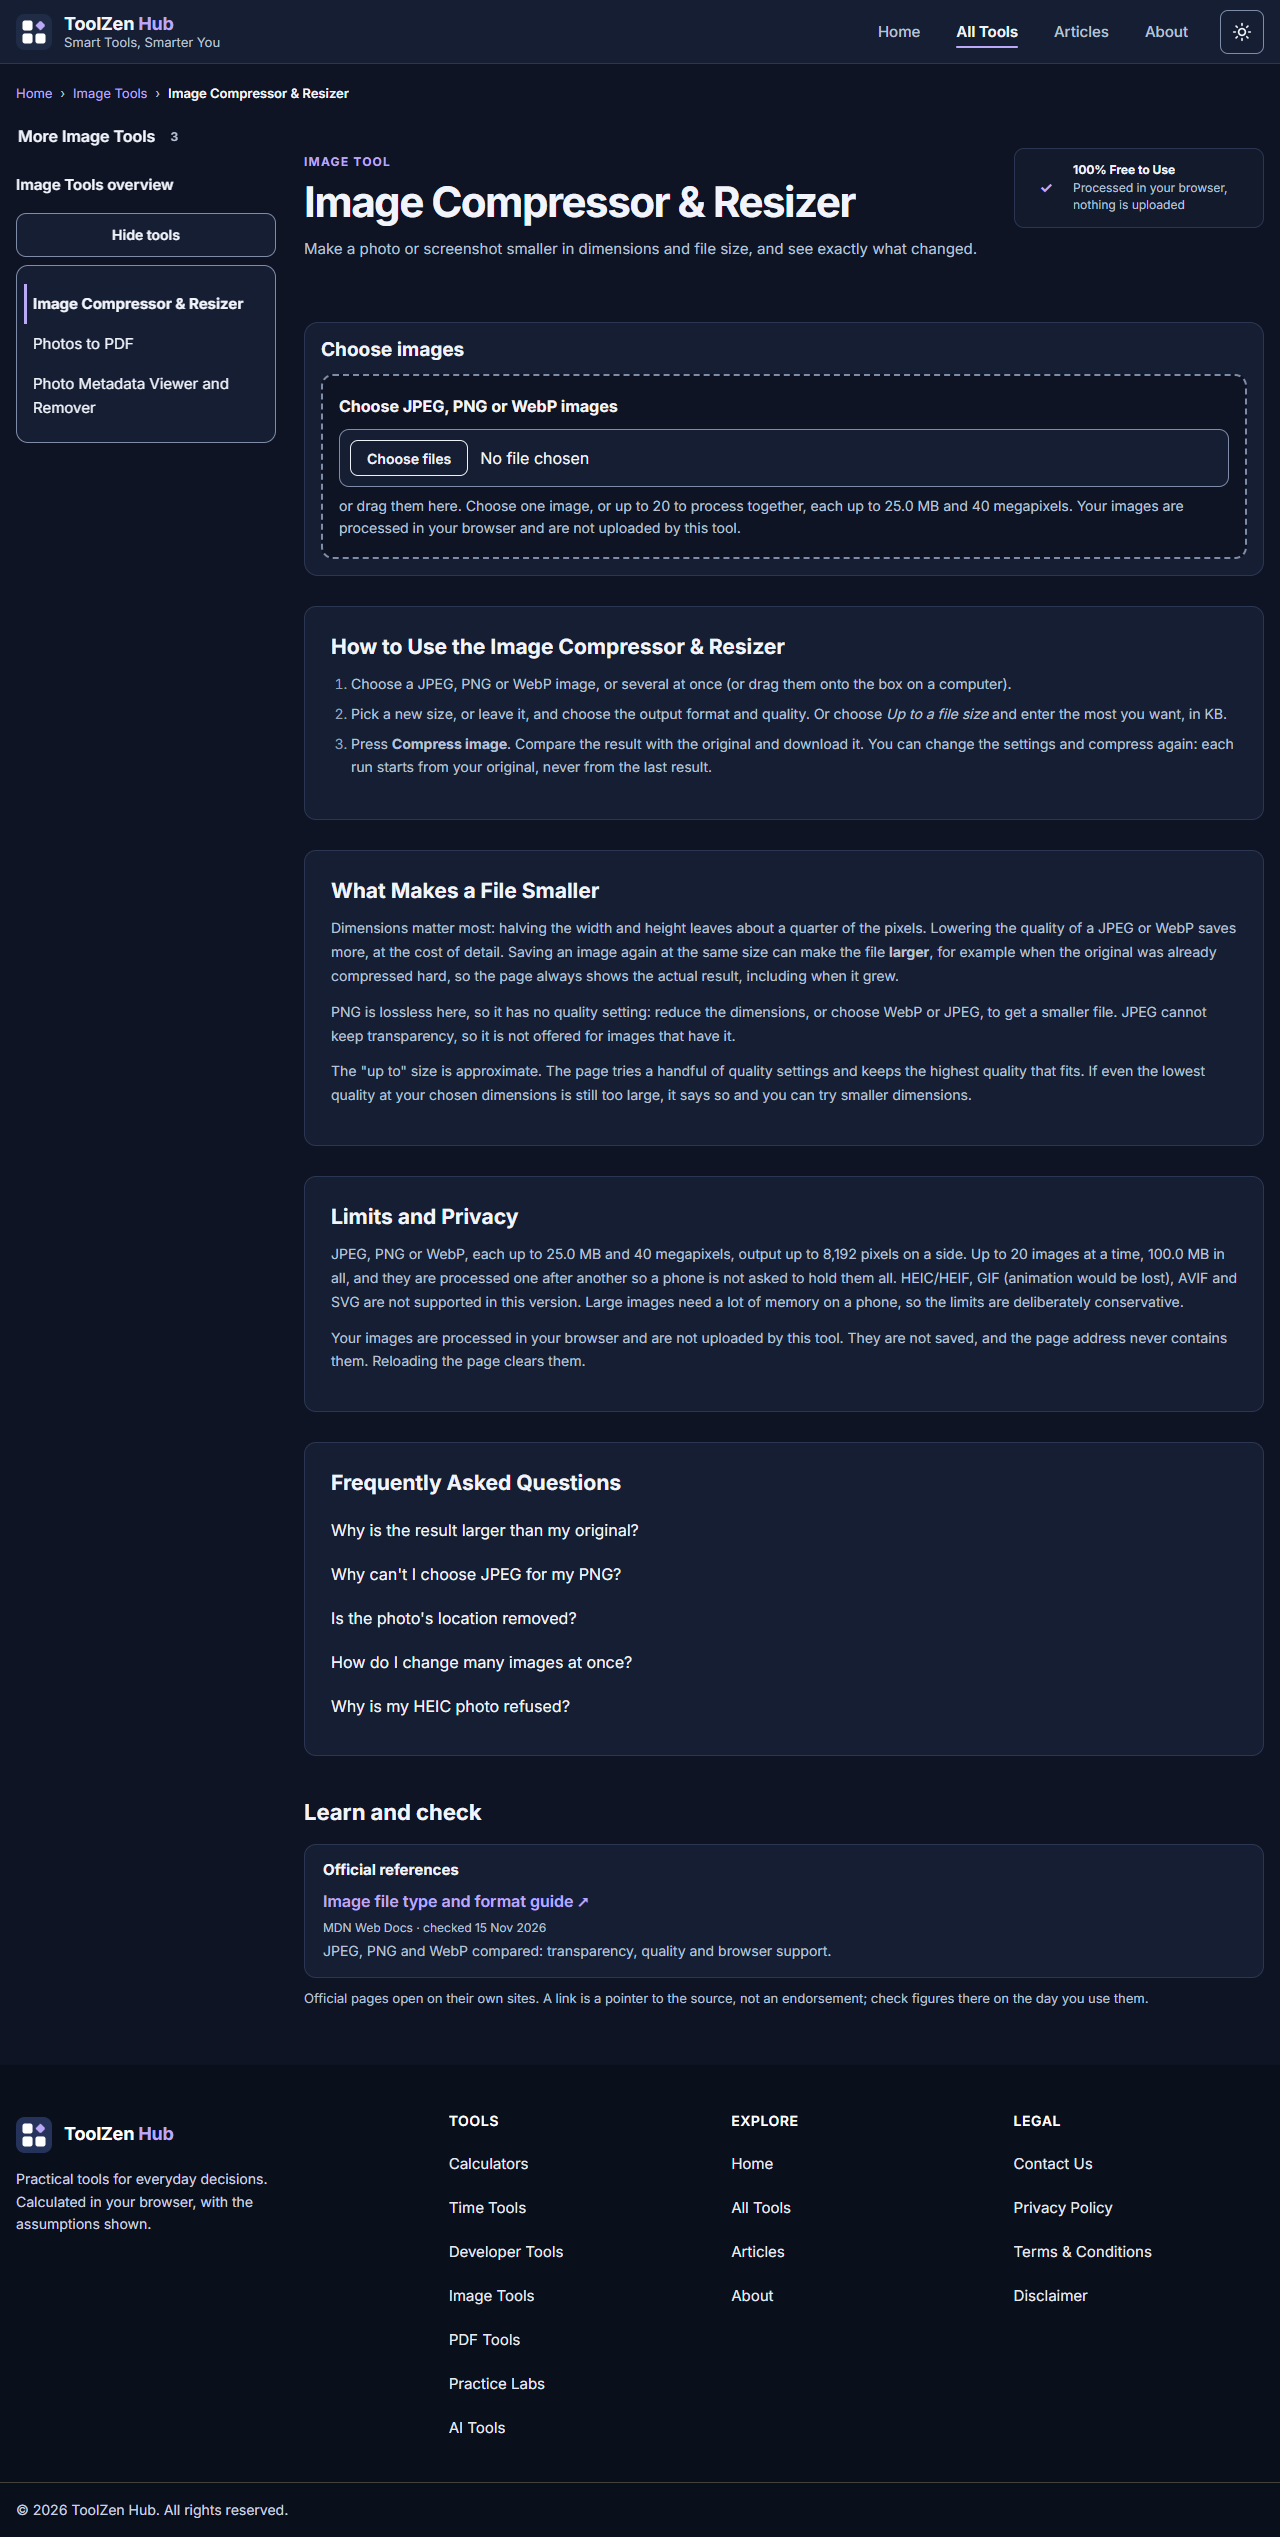 ToolZen Hub
Smart Tools, Smarter You
Home
All Tools
Articles
About
Home › Image Tools › Image Compressor & Resizer
More Image Tools 3
Image Tools overview
Hide tools
Image Compressor & Resizer
Photos to PDF
Photo Metadata Viewer and
Remover
IMAGE TOOL
Image Compressor & Resizer
Make a photo or screenshot smaller in dimensions and file size, and see exactly what changed.
✓
100% Free to Use
Processed in your browser,
nothing is uploaded
Choose images
Choose JPEG, PNG or WebP images
Choose files No file chosen
or drag them here. Choose one image, or up to 20 to process together, each up to 25.0 MB and 40 megapixels. Your images are
processed in your browser and are not uploaded by this tool.
How to Use the Image Compressor & Resizer
1. Choose a JPEG, PNG or WebP image, or several at once (or drag them onto the box on a computer).
2. Pick a new size, or leave it, and choose the output format and quality. Or choose Up to a file size and enter the most you want, in KB.
3. Press Compress image. Compare the result with the original and download it. You can change the settings and compress again: each
run starts from your original, never from the last result.
What Makes a File Smaller
Dimensions matter most: halving the width and height leaves about a quarter of the pixels. Lowering the quality of a JPEG or WebP saves
more, at the cost of detail. Saving an image again at the same size can make the file larger, for example when the original was already
compressed hard, so the page always shows the actual result, including when it grew.
PNG is lossless here, so it has no quality setting: reduce the dimensions, or choose WebP or JPEG, to get a smaller file. JPEG cannot
keep transparency, so it is not offered for images that have it.
The "up to" size is approximate. The page tries a handful of quality settings and keeps the highest quality that fits. If even the lowest
quality at your chosen dimensions is still too large, it says so and you can try smaller dimensions.
Limits and Privacy
JPEG, PNG or WebP, each up to 25.0 MB and 40 megapixels, output up to 8,192 pixels on a side. Up to 20 images at a time, 100.0 MB in
all, and they are processed one after another so a phone is not asked to hold them all. HEIC/HEIF, GIF (animation would be lost), AVIF and
SVG are not supported in this version. Large images need a lot of memory on a phone, so the limits are deliberately conservative.
Your images are processed in your browser and are not uploaded by this tool. They are not saved, and the page address never contains
them. Reloading the page clears them.
Frequently Asked Questions
Why is the result larger than my original?
Why can't I choose JPEG for my PNG?
Is the photo's location removed?
How do I change many images at once?
Why is my HEIC photo refused?
Learn and check
Official references
Image file type and format guide ↗
MDN Web Docs · checked 15 Nov 2026
JPEG, PNG and WebP compared: transparency, quality and browser support.
Official pages open on their own sites. A link is a pointer to the source, not an endorsement; check figures there on the day you use them.
ToolZen Hub
Practical tools for everyday decisions.
Calculated in your browser, with the
assumptions shown.
TOOLS
Calculators
Time Tools
Developer Tools
Image Tools
PDF Tools
Practice Labs
AI Tools
EXPLORE
Home
All Tools
Articles
About
LEGAL
Contact Us
Privacy Policy
Terms & Conditions
Disclaimer
© 2026 ToolZen Hub. All rights reserved.